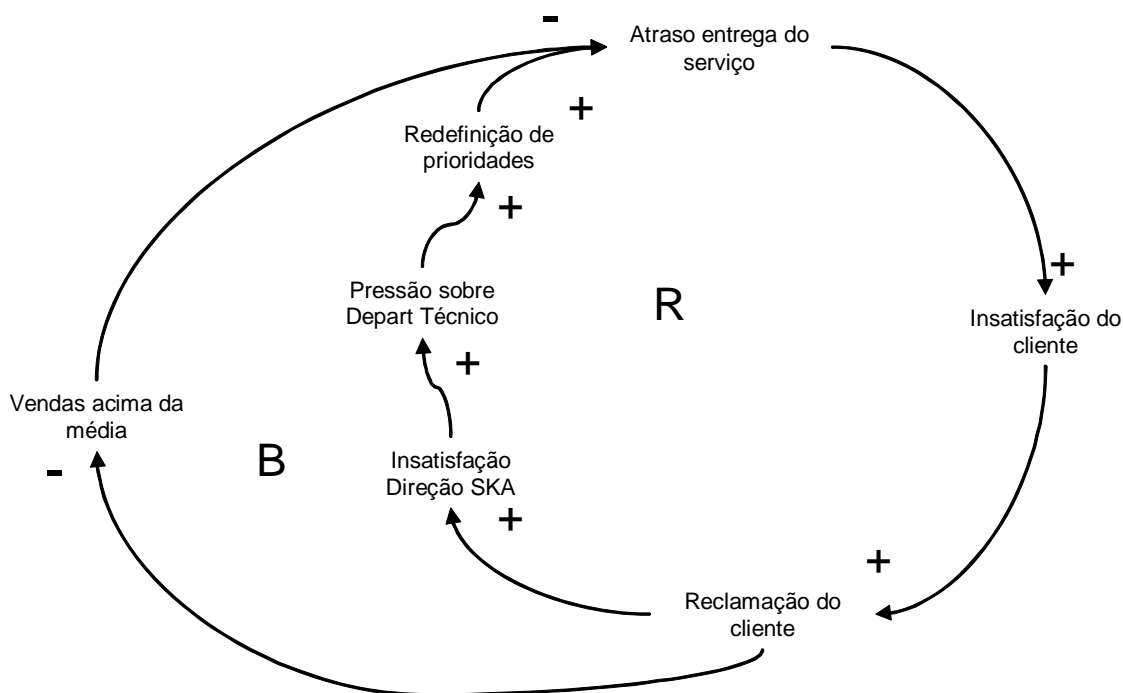 -
Atraso entrega do
serviço
+
Redefinição de
prioridades
+
+
Pressão sobre
Depart Técnico
R
Insatisfação do
cliente
+
Vendas acima da
média
-
B
Insatisfação
Direção SKA
+
+
Reclamação do
cliente